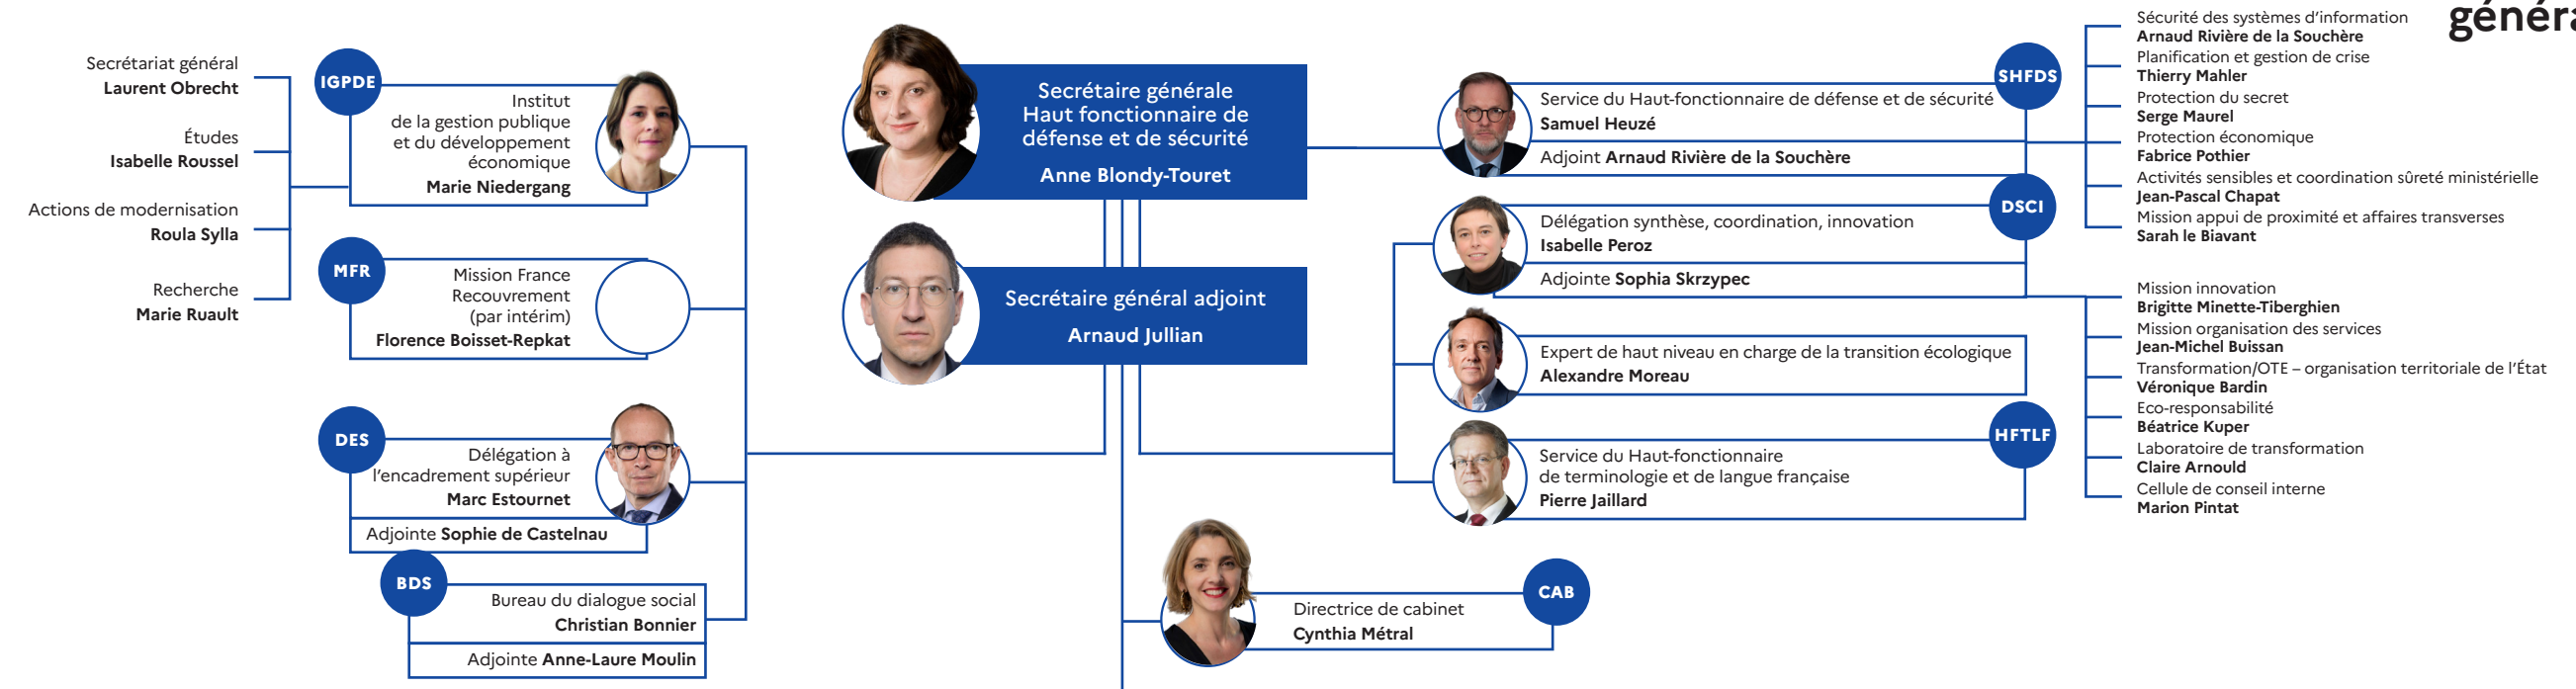 généra
Secrétariat général
Laurent Obrecht
Études
Isabelle Roussel
Actions de modernisation
Roula Sylla
Recherche
Marie Ruault
IGPDE
Institut
de la gestion publique
et du développement
économique
Marie Niedergang
MFR
Mission France
Recouvrement
(par intérim)
Florence Boisset-Repkat
DES
Délégation à
l’encadrement supérieur
Marc Estournet
Adjointe Sophie de Castelnau
BDS
Bureau du dialogue social
Christian Bonnier
Adjointe Anne-Laure Moulin
Secrétaire générale
Haut fonctionnaire de
défense et de sécurité
Anne Blondy-Touret
Secrétaire général adjoint
Arnaud Jullian
SHFDS
Service du Haut-fonctionnaire de défense et de sécurité
Samuel Heuzé
Adjoint Arnaud Rivière de la Souchère
DSCI
Délégation synthèse, coordination, innovation
Isabelle Peroz
Adjointe Sophia Skrzypec
Expert de haut niveau en charge de la transition écologique
Alexandre Moreau
HFTLF
Service du Haut-fonctionnaire
de terminologie et de langue française
Pierre Jaillard
CAB
Directrice de cabinet
Cynthia Métral
Sécurité des systèmes d’information
Arnaud Rivière de la Souchère
Planification et gestion de crise
Thierry Mahler
Protection du secret
Serge Maurel
Protection économique
Fabrice Pothier
Activités sensibles et coordination sûreté ministérielle
Jean-Pascal Chapat
Mission appui de proximité et affaires transverses
Sarah le Biavant
Mission innovation
Brigitte Minette-Tiberghien
Mission organisation des services
Jean-Michel Buissan
Transformation/OTE – organisation territoriale de l’État
Véronique Bardin
Eco-responsabilité
Béatrice Kuper
Laboratoire de transformation
Claire Arnould
Cellule de conseil interne
Marion Pintat